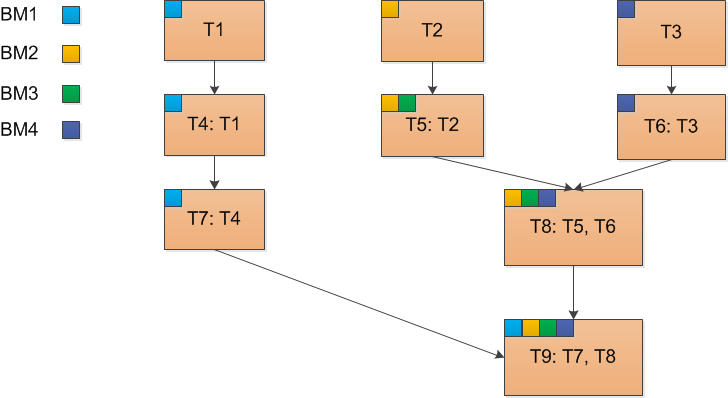 BM1
BM2
BM3
BM4
T1
T2
T3
T4: T1
T5: T2
T6: T3
T7: T4
T8: T5, T6
T9: T7, T8